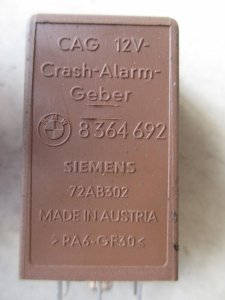 CAG 12V-
Crash-Alarm-
Geber
8 364 692
SIEMENS
72AB302
MADE IN AUSTRIA
>PA6-GF30<